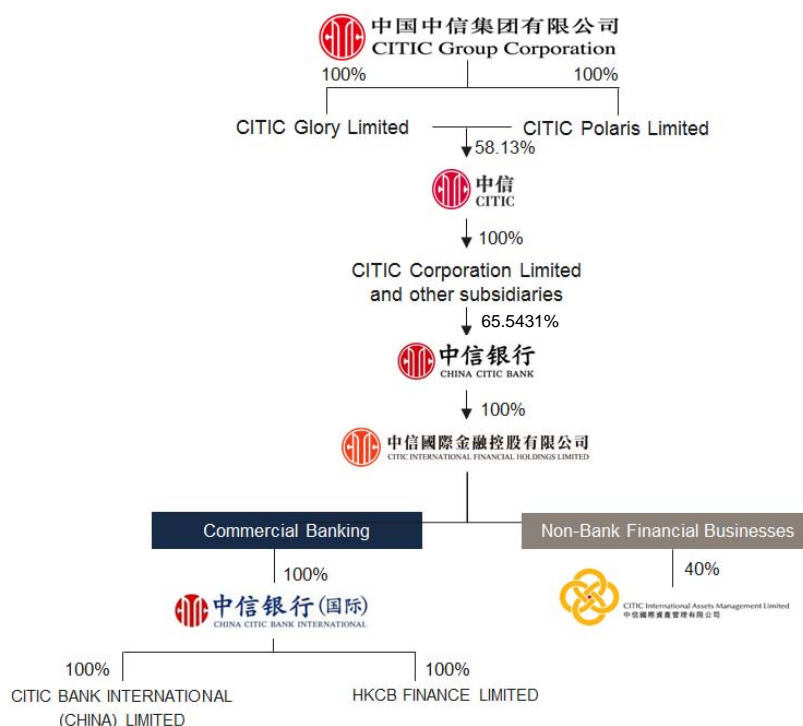 中国中信集团有限公司
CITIC Group Corporation
100%
100%
CITIC Glory Limited
CITIC Polaris Limited
58.13%
中信
CITIC
100%
CITIC Corporation Limited
and other subsidiaries
65.5431%
中信银行
CHINA CITIC BANK
100%
中信國際金融控股有限公司
CITIC INTERNATIONAL FINANCIAL HOLDINGS LIMITED
Commercial Banking
Non-Bank Financial Businesses
100%
40%
中信银行(国际)
CHINA CITIC BANK INTERNATIONAL
CITIC International Assets Management Limited
中信國際資產管理有限公司
100%
100%
CITIC BANK INTERNATIONAL
(CHINA) LIMITED
HKCB FINANCE LIMITED